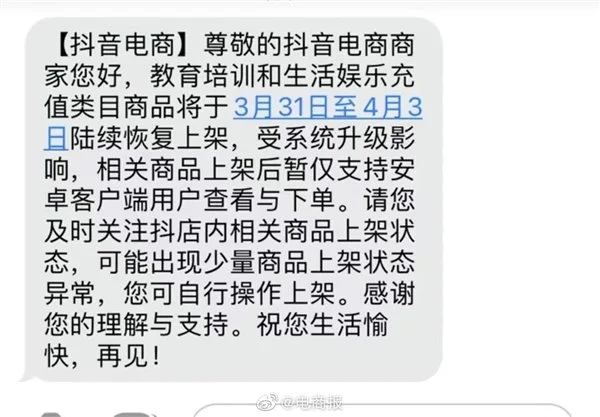 【抖音电商】尊敬的抖音电商商
家您好，教育培训和生活娱乐充
值类目商品将于3月31日至4月3
日陆续恢复上架，受系统升级影
响，相关商品上架后暂仅支持安
卓客户端用户查看与下单。请您
及时关注抖店内相关商品上架状
态，可能出现少量商品上架状态
异常，您可自行操作上架。感谢
您的理解与支持。祝您生活愉
快，再见！
@电商报